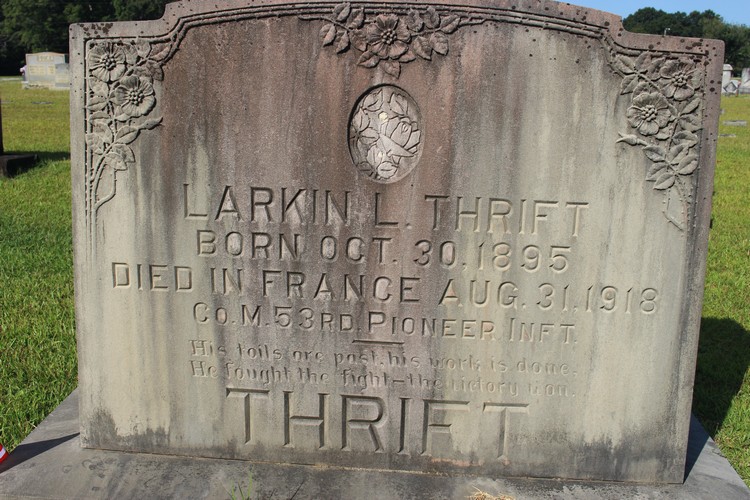 LARKIN L. THRIFT
BORN OCT. 30. 1895
DIED IN FRANCE AUG. 31. 1918
CO. M. 53RD. PIONEER INFT.
His toils are past, his work is done.
He fought the fight–the victory won.
THRIFT